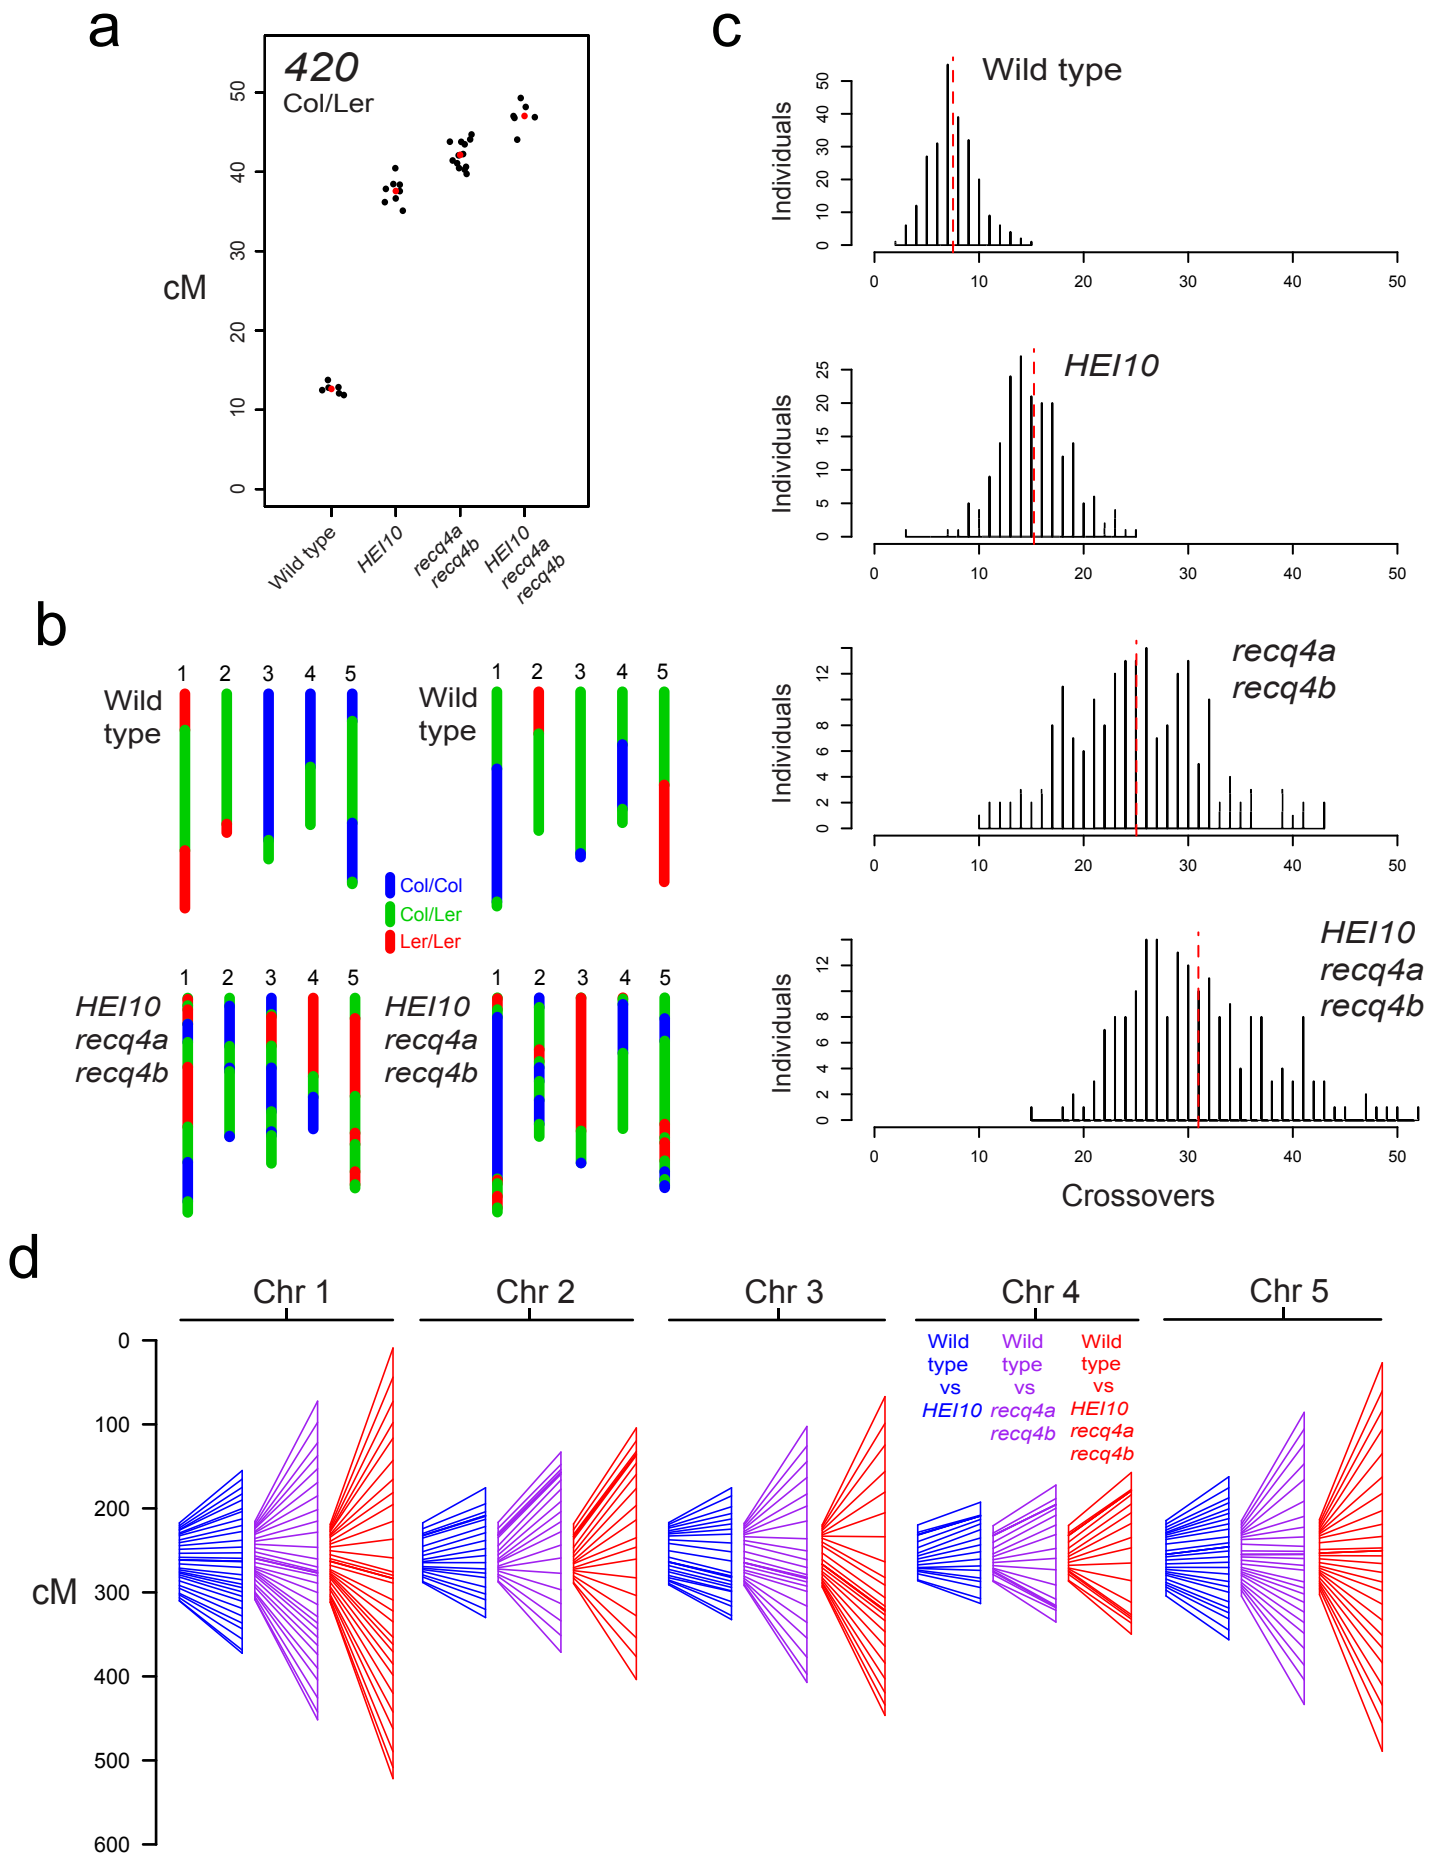 a
420
Col/Ler
50
40
30
20
10
0
cM
Wild type
HEI10
recq4a
recq4b
HEI10
recq4a
recq4b
b
1 2 3 4 5
Wild
type
1 2 3 4 5
Wild
type
Col/Col
Col/Ler
Ler/Ler
1 2 3 4 5
HEI10
recq4a
recq4b
1 2 3 4 5
HEI10
recq4a
recq4b
c
Wild type
Individuals
50
40
30
20
10
0
0 10 20 30 40 50
HEI10
Individuals
25
20
15
10
5
0
0 10 20 30 40 50
recq4a
recq4b
Individuals
12
8
6
4
2
0
0 10 20 30 40 50
HEI10
recq4a
recq4b
Individuals
12
8
6
4
2
0
0 10 20 30 40 50
Crossovers
d
Chr 1 Chr 2 Chr 3 Chr 4 Chr 5
0
100
200
300
400
500
600
cM
Wild
type
vs
HEI10
Wild
type
vs
recq4a
recq4b
Wild
type
vs
HEI10
recq4a
recq4b